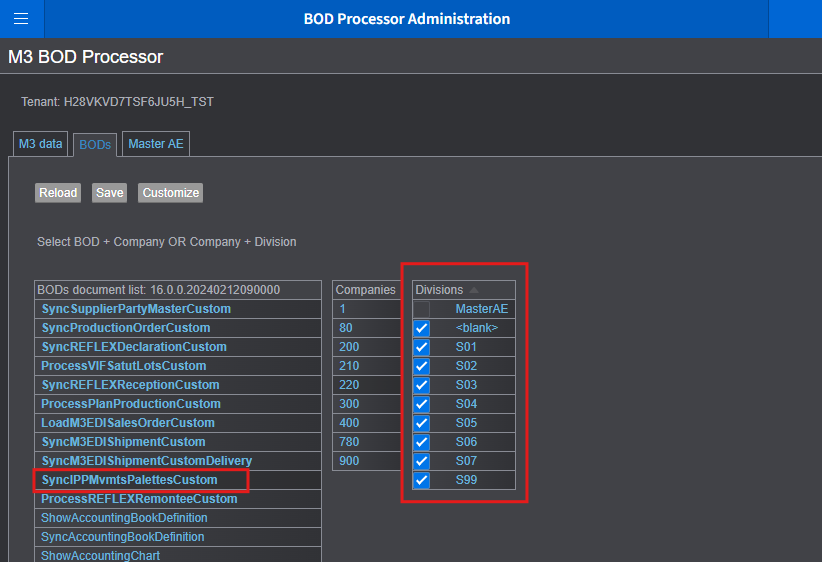 BOD Processor Administration
M3 BOD Processor
Tenant: H28VKVD7TSF6JU5H_TST
M3 data BODs Master AE
Reload Save Customize
Select BOD + Company OR Company + Division
BODs document list: 16.0.0.20240212090000 Companies Divisions
SyncSupplierPartyMasterCustom 1 MasterAE
SyncProductionOrderCustom 80 <blank>
SyncREFLEXDeclarationCustom 200 S01
ProcessVIFSatutLotsCustom 210 S02
SyncREFLEXReceptionCustom 220 S03
ProcessPlanProductionCustom 300 S04
LoadM3EDISalesOrderCustom 400 S05
SyncM3EDIShipmentCustom 780 S06
SyncM3EDIShipmentCustomDelivery 900 S07
SyncIPPMvmtsPalettesCustom S99
ProcessREFLEXRemonteeCustom
ShowAccountingBookDefinition
SyncAccountingBookDefinition
ShowAccountingChart